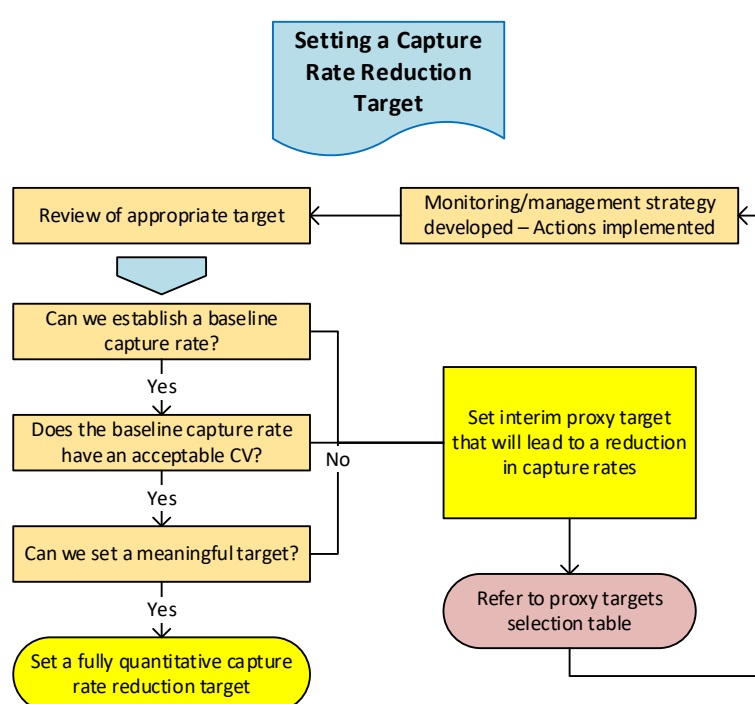 Setting a Capture
Rate Reduction
Target
Review of appropriate target
Monitoring/management strategy
developed – Actions implemented
Can we establish a baseline
capture rate?
Yes
Does the baseline capture rate
have an acceptable CV?
No
Set interim proxy target
that will lead to a reduction
in capture rates
Yes
Can we set a meaningful target?
Refer to proxy targets
selection table
Yes
Set a fully quantitative capture
rate reduction target